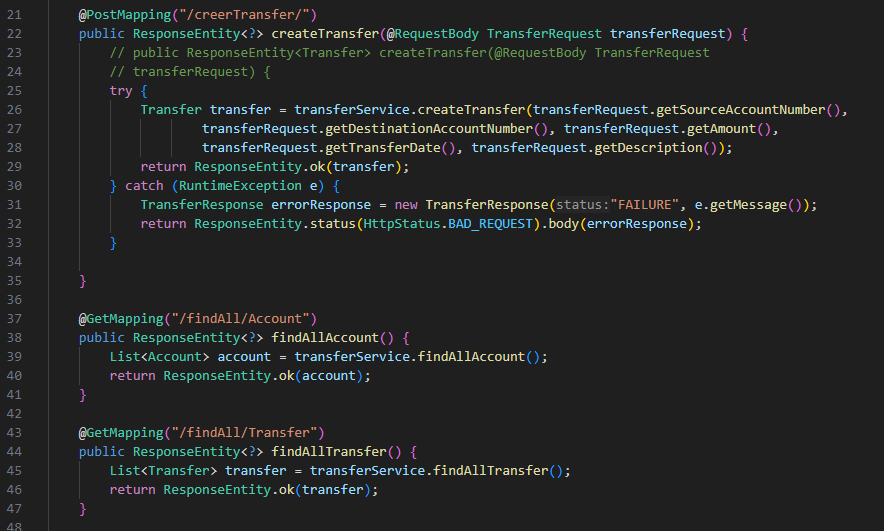 21 @PostMapping("/creerTransfer/")
22 public ResponseEntity<?> createTransfer(@RequestBody TransferRequest transferRequest) {
23 // public ResponseEntity<Transfer> createTransfer(@RequestBody TransferRequest
24 // transferRequest) {
25 try {
26 Transfer transfer = transferService.createTransfer(transferRequest.getSourceAccountNumber(),
27 transferRequest.getDestinationAccountNumber(), transferRequest.getAmount(),
28 transferRequest.getTransferDate(), transferRequest.getDescription());
29 return ResponseEntity.ok(transfer);
30 } catch (RuntimeException e) {
31 TransferResponse errorResponse = new TransferResponse(status:"FAILURE", e.getMessage());
32 return ResponseEntity.status(HttpStatus.BAD_REQUEST).body(errorResponse);
33 }
34
35 }
36
37 @GetMapping("/findAll/Account")
38 public ResponseEntity<?> findAllAccount() {
39 List<Account> account = transferService.findAllAccount();
40 return ResponseEntity.ok(account);
41 }
42
43 @GetMapping("/findAll/Transfer")
44 public ResponseEntity<?> findAllTransfer() {
45 List<Transfer> transfer = transferService.findAllTransfer();
46 return ResponseEntity.ok(transfer);
47 }
48